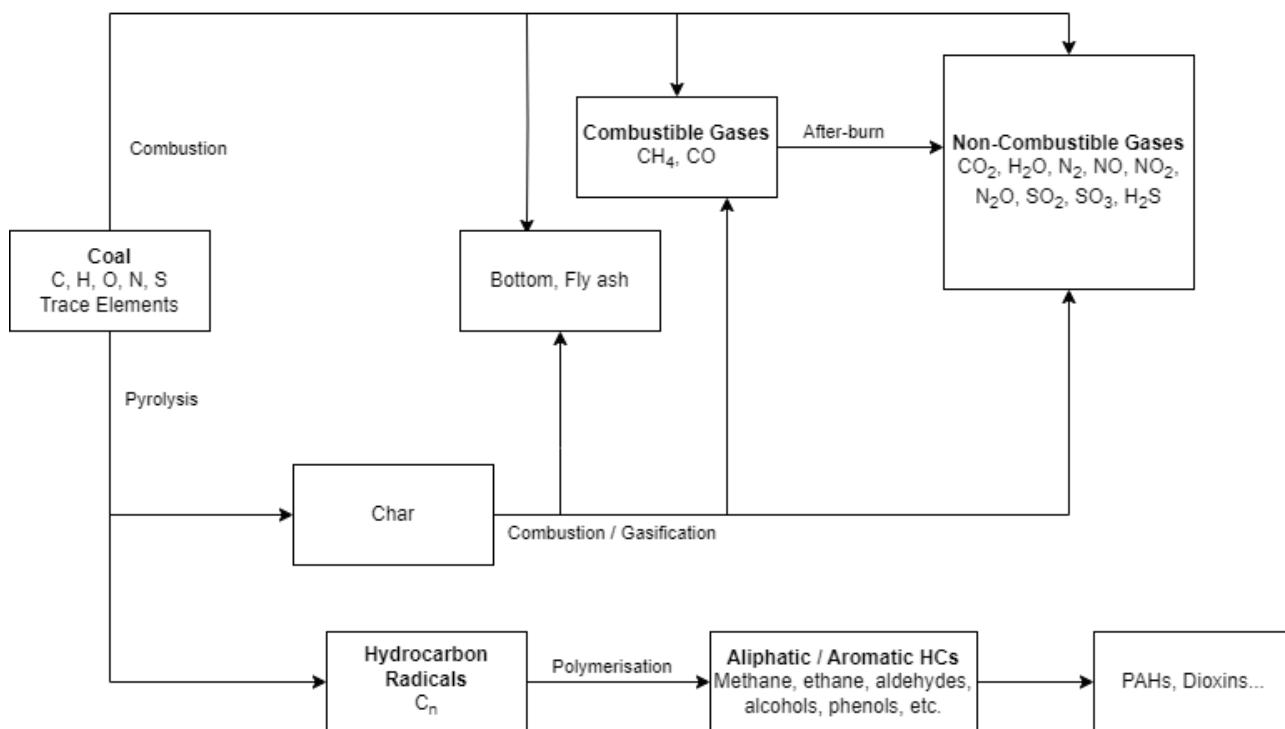 Combustion
Combustible Gases
CH₄, CO
After-burn
Non-Combustible Gases
CO₂, H₂O, N₂, NO, NO₂,
N₂O, SO₂, SO₃, H₂S
Coal
C, H, O, N, S
Trace Elements
Bottom, Fly ash
Pyrolysis
Char
Combustion / Gasification
Hydrocarbon
Radicals
Cₙ
Polymerisation
Aliphatic / Aromatic HCs
Methane, ethane, aldehydes,
alcohols, phenols, etc.
PAHs, Dioxins...